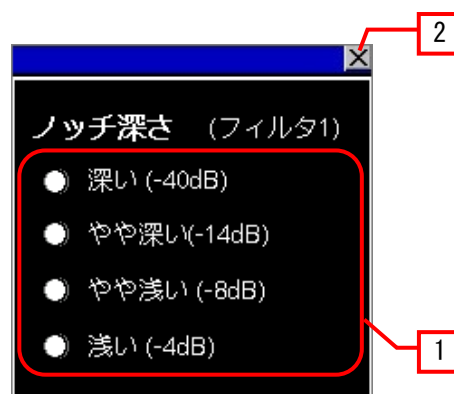 2
ノッチ深さ (フィルタ1)
深い (-40dB)
やや深い(-14dB)
やや浅い (-8dB)
浅い (-4dB)
1